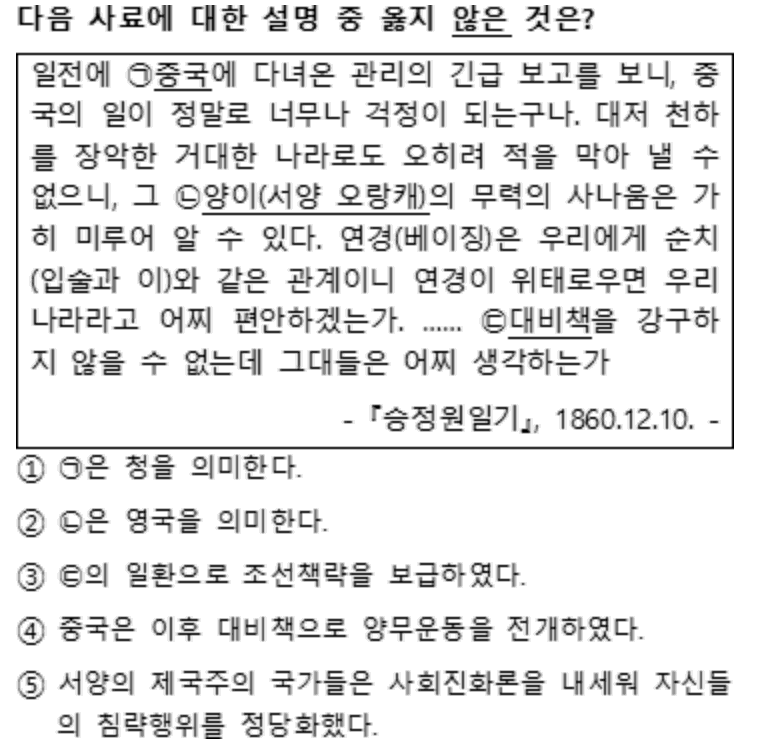 다음 사료에 대한 설명 중 옳지 않은 것은?
일전에 ㉠중국에 다녀온 관리의 긴급 보고를 보니, 중
국의 일이 정말로 너무나 걱정이 되는구나. 대저 천하
를 장악한 거대한 나라로도 오히려 적을 막아 낼 수
없으니, 그 ㉡양이(서양 오랑캐)의 무력의 사나움은 가
히 미루어 알 수 있다. 연경(베이징)은 우리에게 순치
(입술과 이)와 같은 관계이니 연경이 위태로우면 우리
나라라고 어찌 편안하겠는가. …… ㉢대비책을 강구하
지 않을 수 없는데 그대들은 어찌 생각하는가
-『승정원일기』, 1860.12.10. -
① ㉠은 청을 의미한다.
② ㉡은 영국을 의미한다.
③ ㉢의 일환으로 조선책략을 보급하였다.
④ 중국은 이후 대비책으로 양무운동을 전개하였다.
⑤ 서양의 제국주의 국가들은 사회진화론을 내세워 자신들
의 침략행위를 정당화했다.